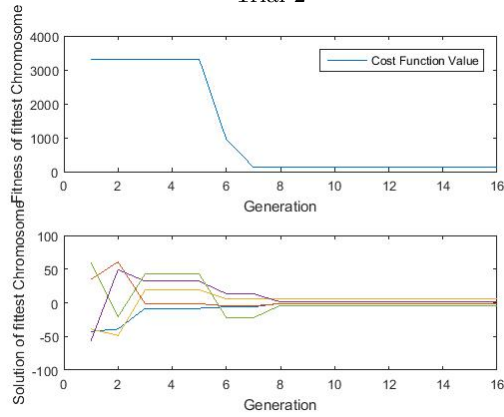 Trial 2
4000
3000
2000
1000
0
Fitness of fittest Chromosome
Cost Function Value
0 2 4 6 8 10 12 14 16
Generation
100
50
0
-50
-100
Solution of fittest Chromosome
0 2 4 6 8 10 12 14 16
Generation